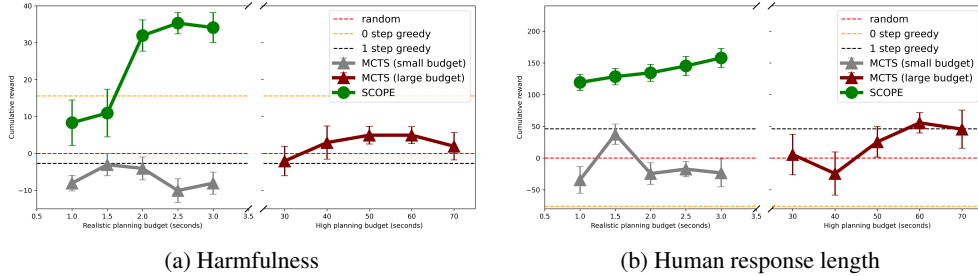 40
30
20
10
0
−10
Cumulative reward
0.5 1.0 1.5 2.0 2.5 3.0 3.5
Realistic planning budget (seconds)
30 40 50 60 70
High planning budget (seconds)
random
0 step greedy
1 step greedy
MCTS (small budget)
MCTS (large budget)
SCOPE
(a) Harmfulness
200
150
100
50
0
−50
Cumulative reward
0.5 1.0 1.5 2.0 2.5 3.0 3.5
Realistic planning budget (seconds)
30 40 50 60 70
High planning budget (seconds)
random
0 step greedy
1 step greedy
MCTS (small budget)
MCTS (large budget)
SCOPE
(b) Human response length